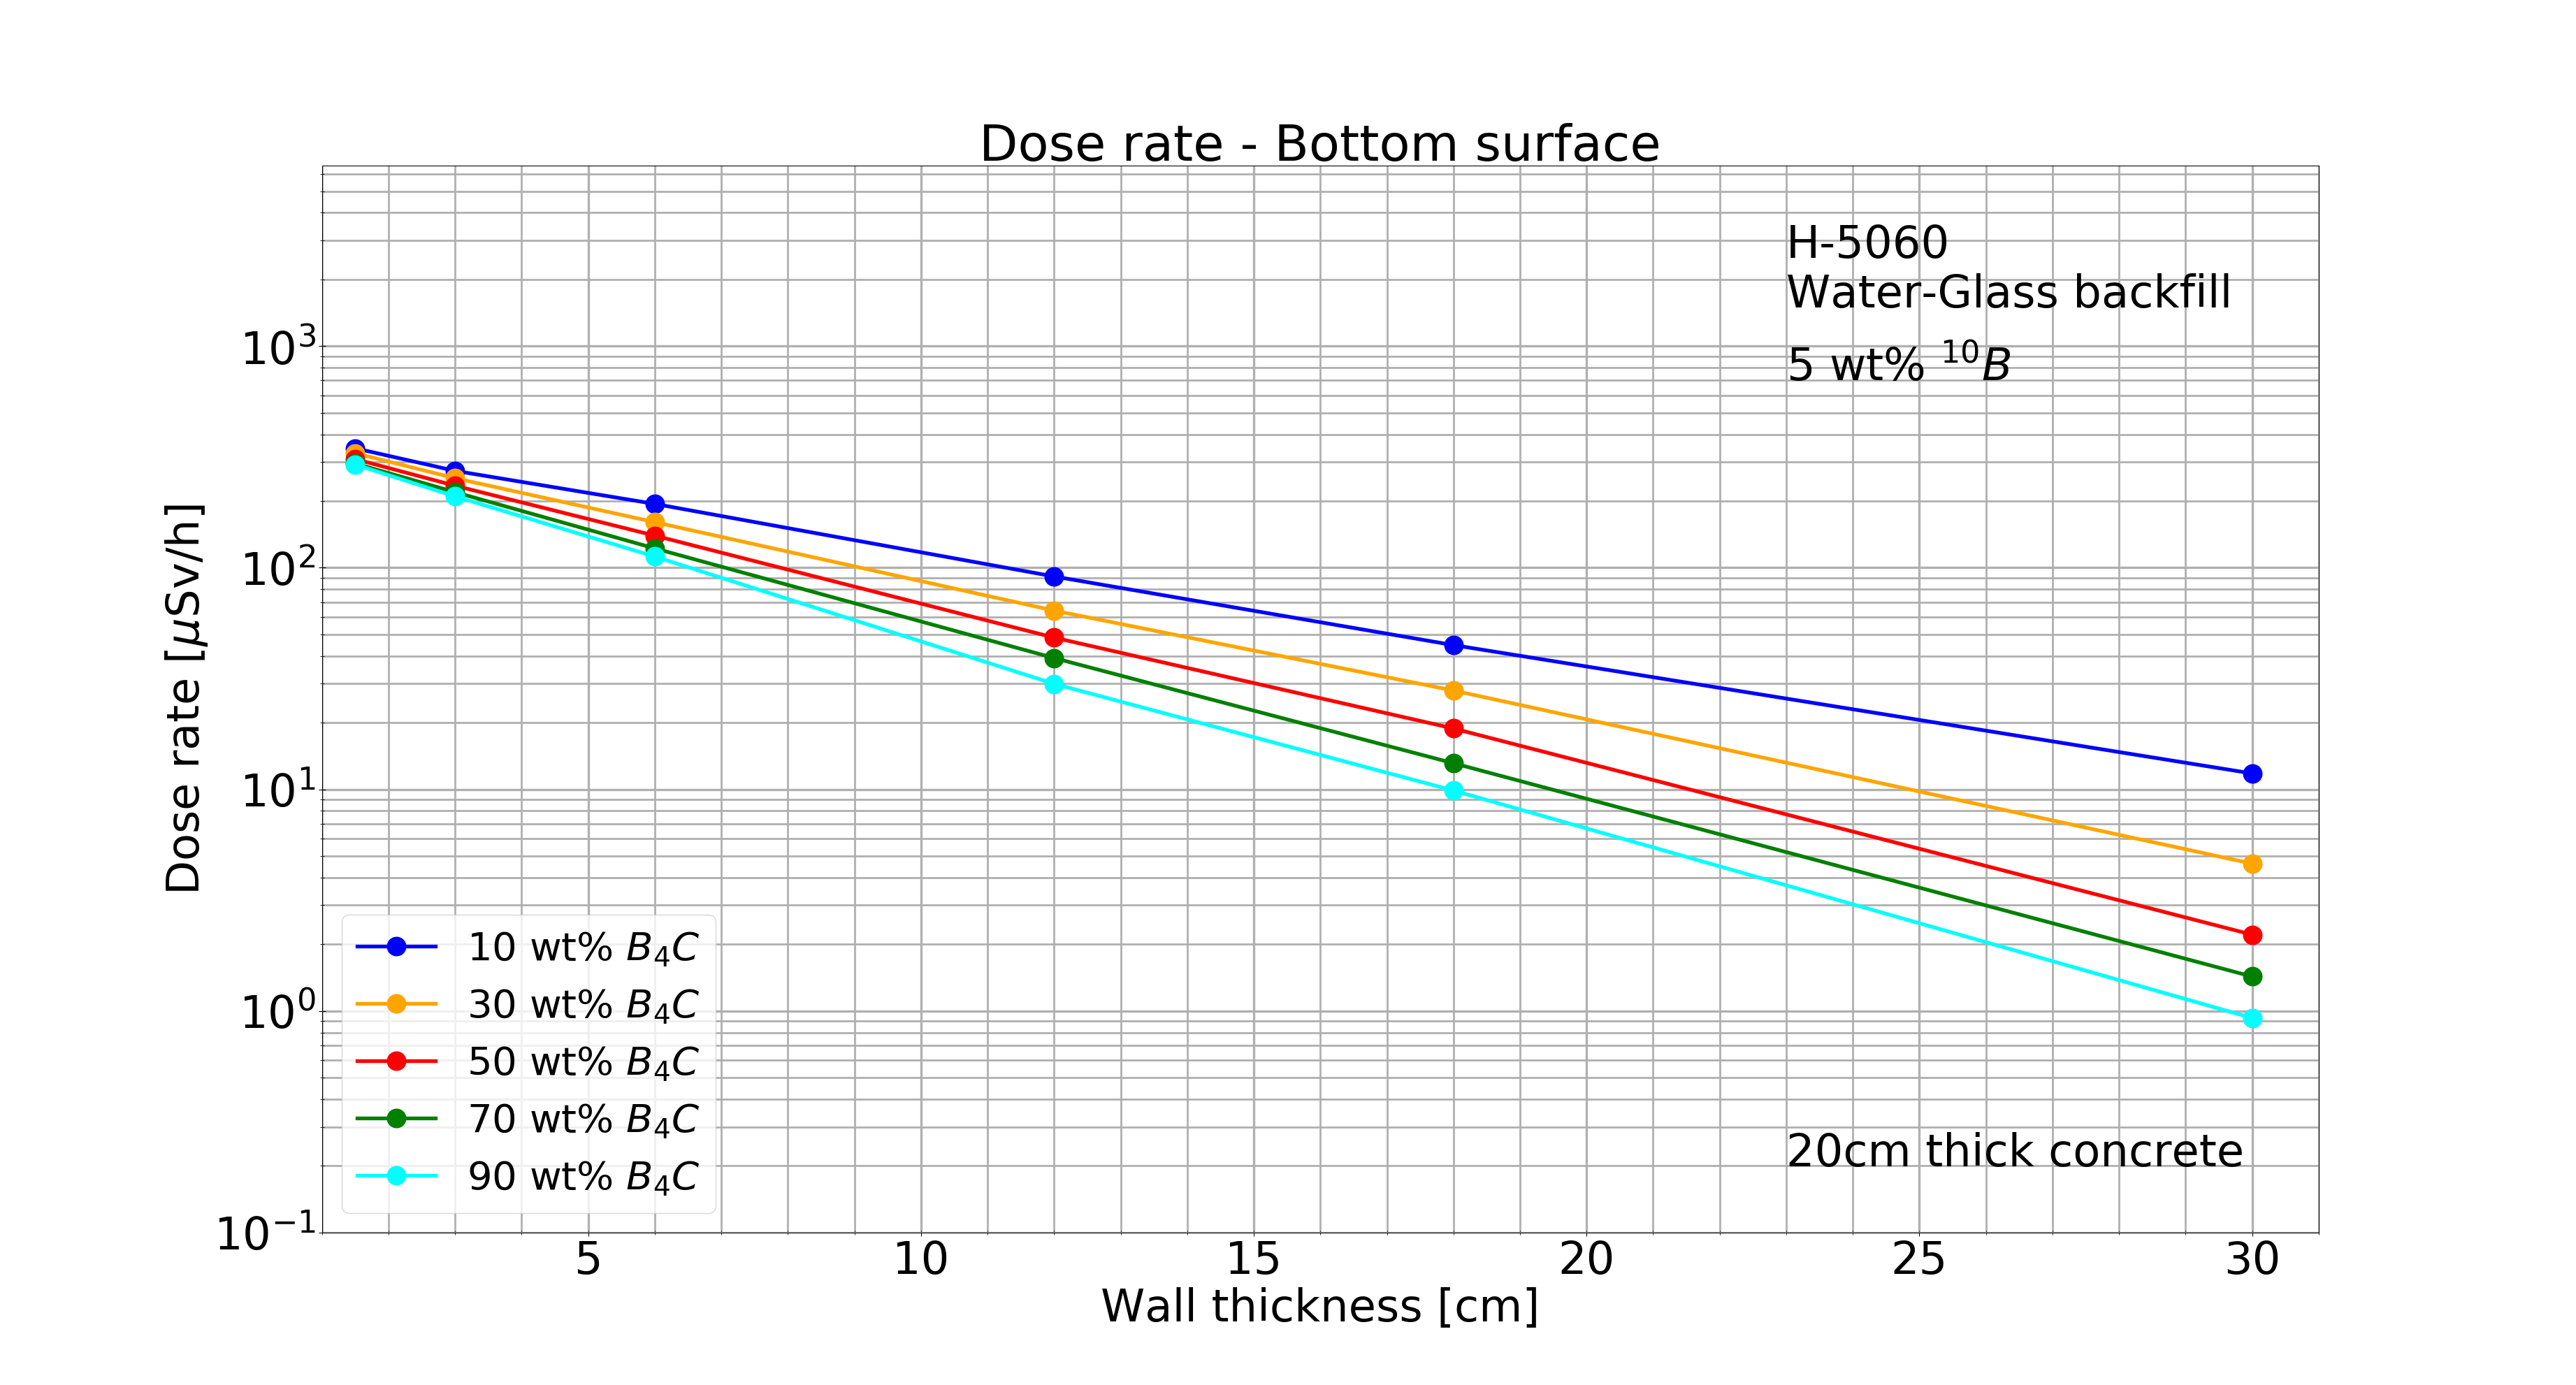 Dose rate - Bottom surface
H-5060
Water-Glass backfill
5 wt% ¹⁰B
10³
10²
10¹
10⁰
10⁻¹
Dose rate [μSv/h]
10 wt% B₄C
30 wt% B₄C
50 wt% B₄C
70 wt% B₄C
90 wt% B₄C
20cm thick concrete
5 10 15 20 25 30
Wall thickness [cm]